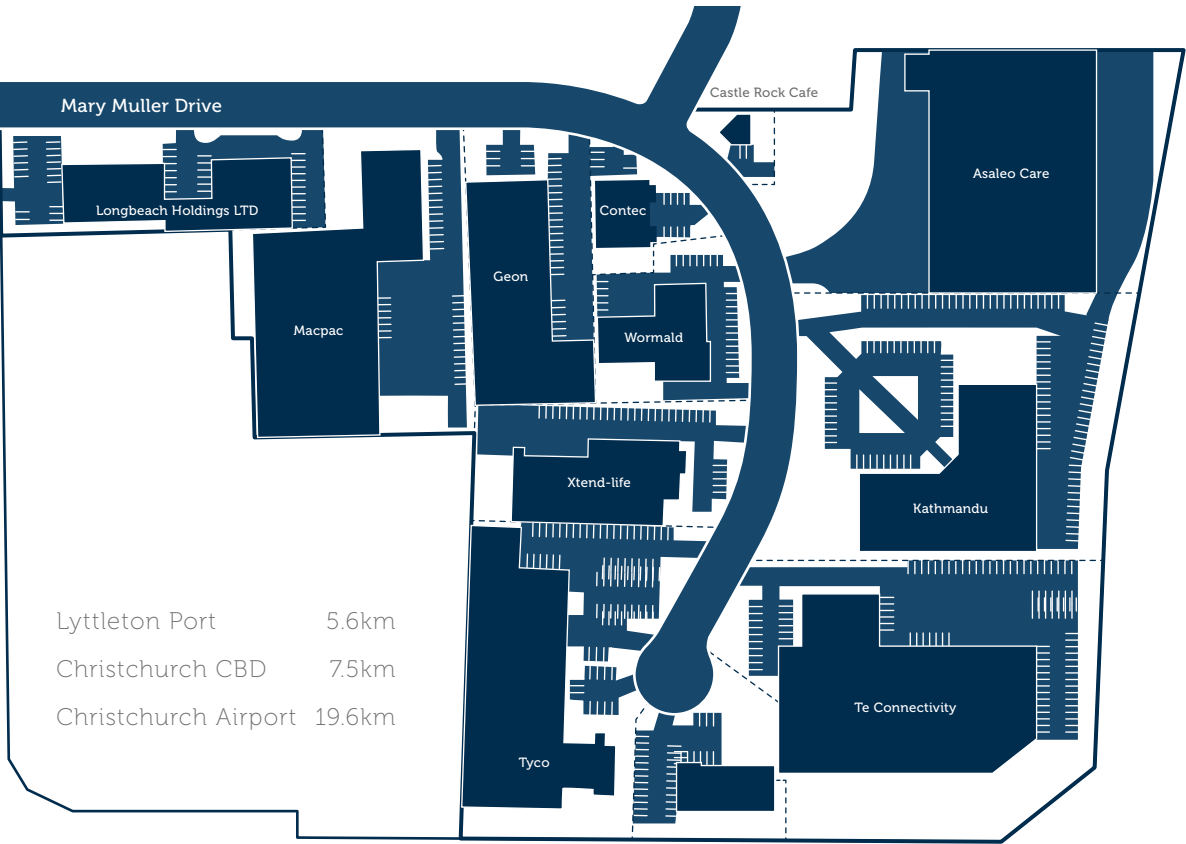 Castle Rock Cafe
Mary Muller Drive
Asaleo Care
Longbeach Holdings LTD
Contec
Geon
Macpac
Wormald
Xtend-life
Kathmandu
Lyttleton Port 5.6km
Christchurch CBD 7.5km
Christchurch Airport 19.6km
Te Connectivity
Tyco